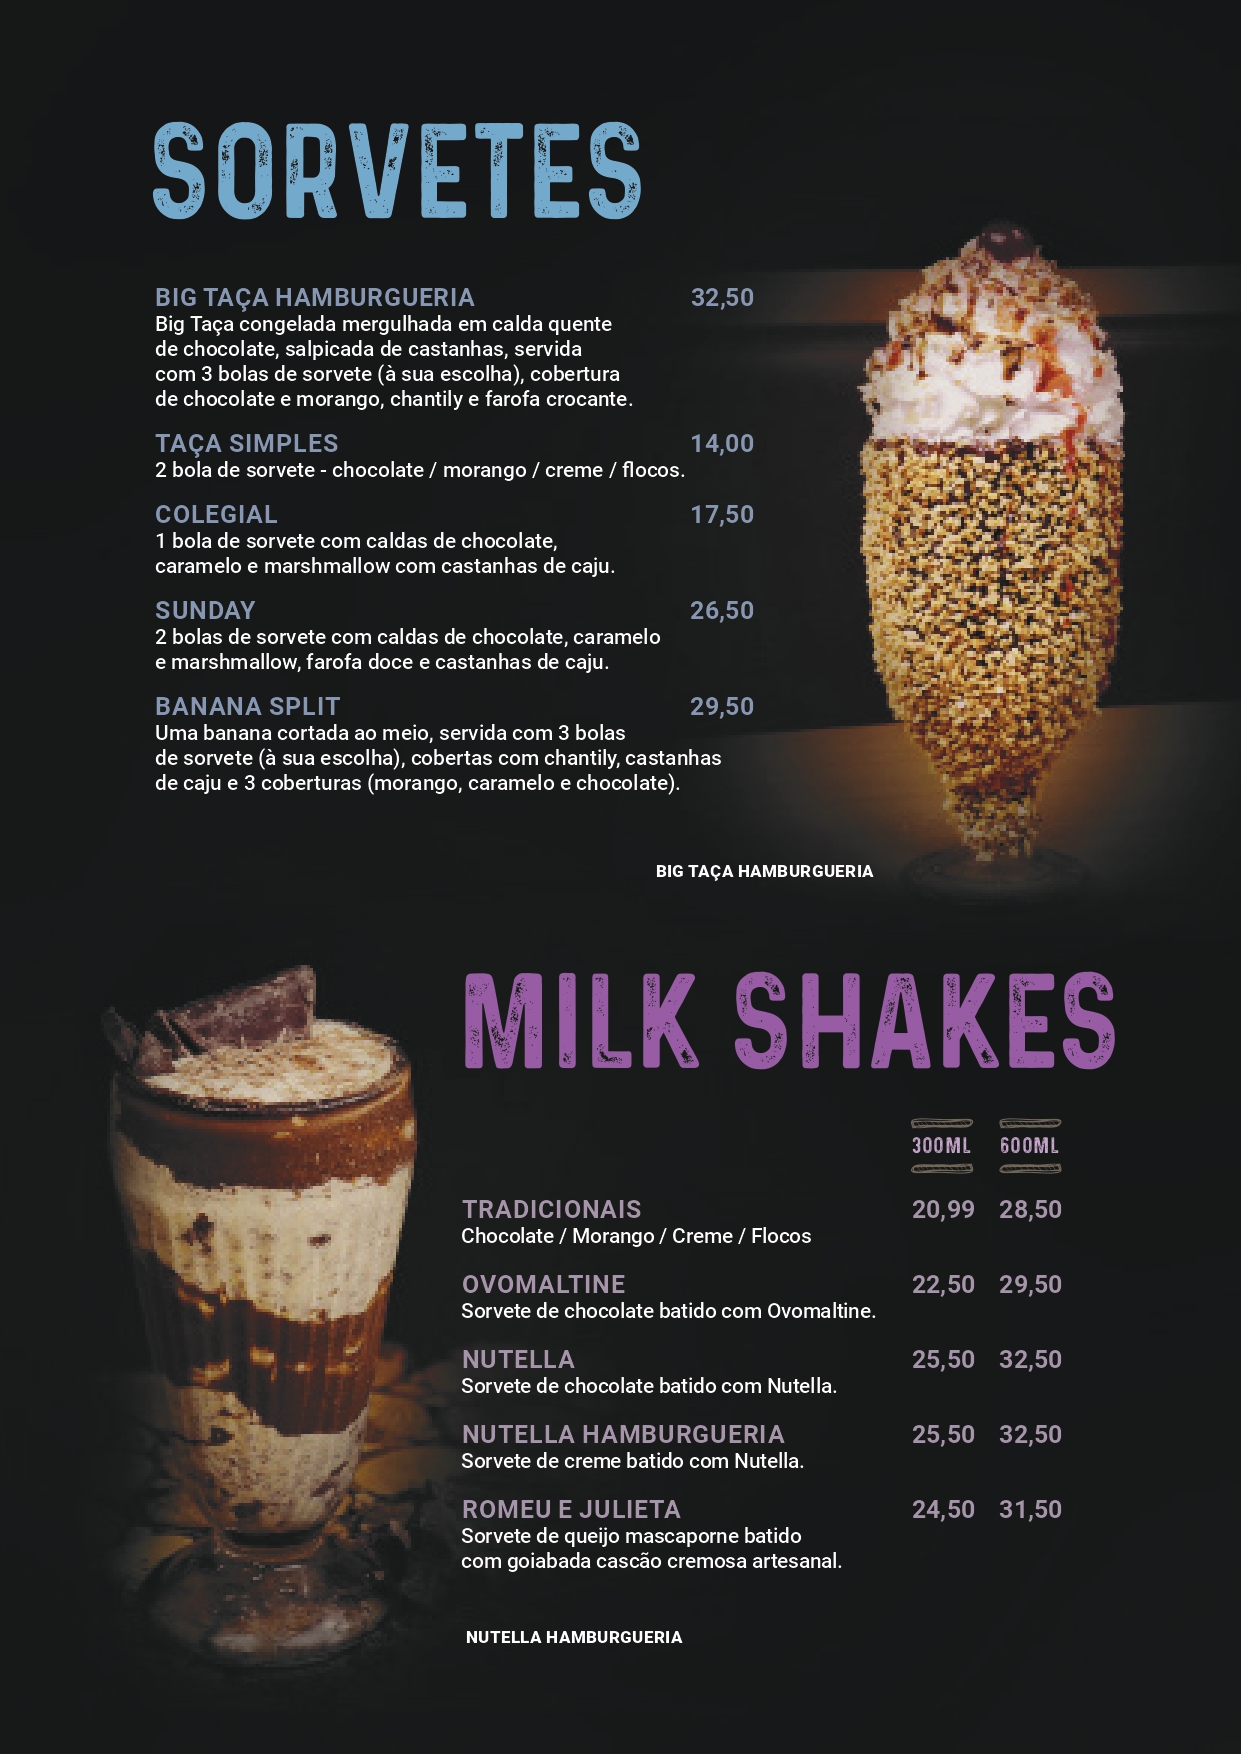 SORVETES
BIG TAÇA HAMBURGUERIA 32,50
Big Taça congelada mergulhada em calda quente
de chocolate, salpicada de castanhas, servida
com 3 bolas de sorvete (à sua escolha), cobertura
de chocolate e morango, chantily e farofa crocante.
TAÇA SIMPLES 14,00
2 bola de sorvete - chocolate / morango / creme / flocos.
COLEGIAL 17,50
1 bola de sorvete com caldas de chocolate,
caramelo e marshmallow com castanhas de caju.
SUNDAY 26,50
2 bolas de sorvete com caldas de chocolate, caramelo
e marshmallow, farofa doce e castanhas de caju.
BANANA SPLIT 29,50
Uma banana cortada ao meio, servida com 3 bolas
de sorvete (à sua escolha), cobertas com chantily, castanhas
de caju e 3 coberturas (morango, caramelo e chocolate).
BIG TAÇA HAMBURGUERIA
MILK SHAKES
300ML 600ML
TRADICIONAIS 20,99 28,50
Chocolate / Morango / Creme / Flocos
OVOMALTINE 22,50 29,50
Sorvete de chocolate batido com Ovomaltine.
NUTELLA 25,50 32,50
Sorvete de chocolate batido com Nutella.
NUTELLA HAMBURGUERIA 25,50 32,50
Sorvete de creme batido com Nutella.
ROMEU E JULIETA 24,50 31,50
Sorvete de queijo mascaporne batido
com goiabada cascão cremosa artesanal.
NUTELLA HAMBURGUERIA